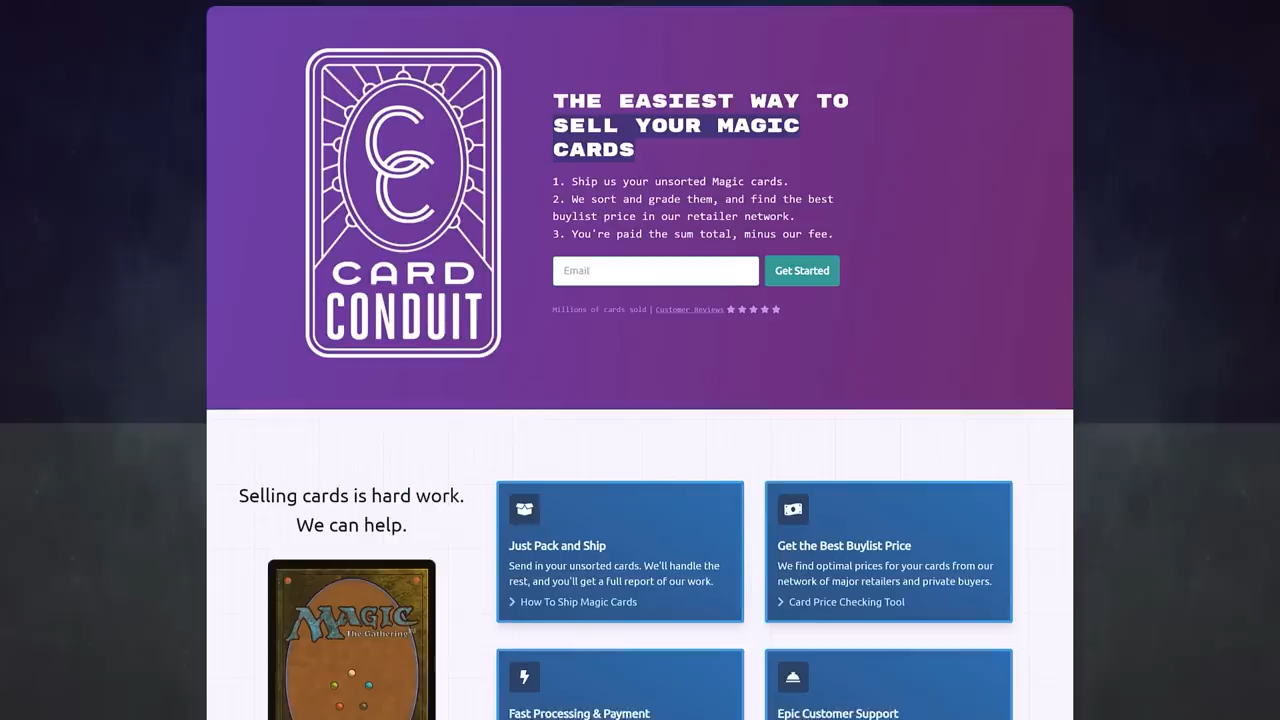 CC
CARD
CONDUIT
THE EASIEST WAY TO
SELL YOUR MAGIC
CARDS
1. Ship us your unsorted Magic cards.
2. We sort and grade them, and find the best
buylist price in our retailer network.
3. You're paid the sum total, minus our fee.
Email
Get Started
Millions of cards sold | Customer Reviews
Selling cards is hard work.
We can help.
MAGIC
The Gathering
Just Pack and Ship
Send in your unsorted cards. We'll handle the
rest, and you'll get a full report of our work.
How To Ship Magic Cards
Get the Best Buylist Price
We find optimal prices for your cards from our
network of major retailers and private buyers.
Card Price Checking Tool
Fast Processing & Payment
Epic Customer Support